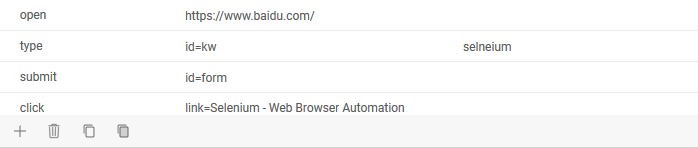 open https://www.baidu.com/
type id=kw selneium
submit id=form
click link=Selenium - Web Browser Automation